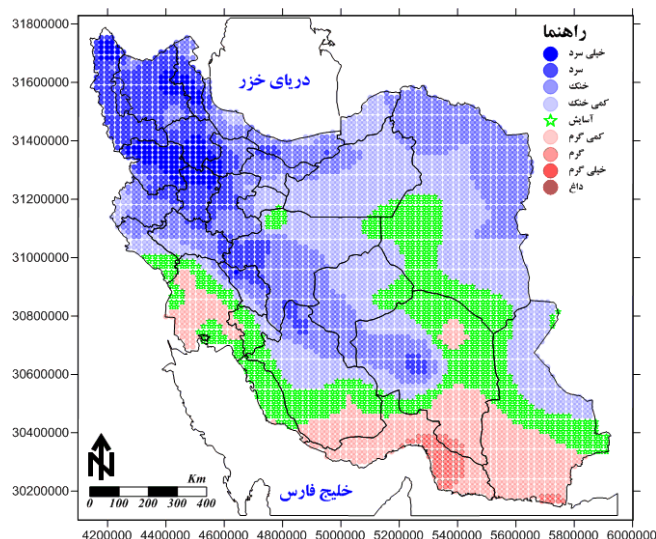 31800000
31600000
31400000
31200000
31000000
30800000
30600000
30400000
30200000
راهنما
خیلی سرد
سرد
خنک
کمی خنک
آسایش
کمی گرم
گرم
خیلی گرم
داغ
دریای خزر
خلیج فارس
N
Km
0 100 200 300 400
4200000 4400000 4600000 4800000 5000000 5200000 5400000 5600000 5800000 6000000